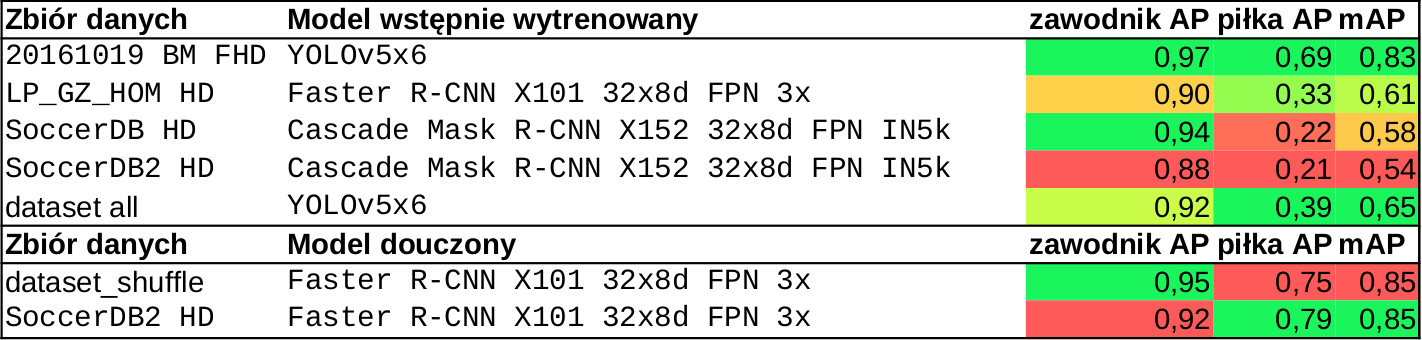 Zbiór danych Model wstępnie wytrenowany zawodnik AP piłka AP mAP
20161019 BM FHD YOLOv5x6 0,97 0,69 0,83
LP_GZ_HOM HD Faster R-CNN X101 32x8d FPN 3x 0,90 0,33 0,61
SoccerDB HD Cascade Mask R-CNN X152 32x8d FPN IN5k 0,94 0,22 0,58
SoccerDB2 HD Cascade Mask R-CNN X152 32x8d FPN IN5k 0,88 0,21 0,54
dataset all YOLOv5x6 0,92 0,39 0,65
Zbiór danych Model douczony zawodnik AP piłka AP mAP
dataset_shuffle Faster R-CNN X101 32x8d FPN 3x 0,95 0,75 0,85
SoccerDB2 HD Faster R-CNN X101 32x8d FPN 3x 0,92 0,79 0,85